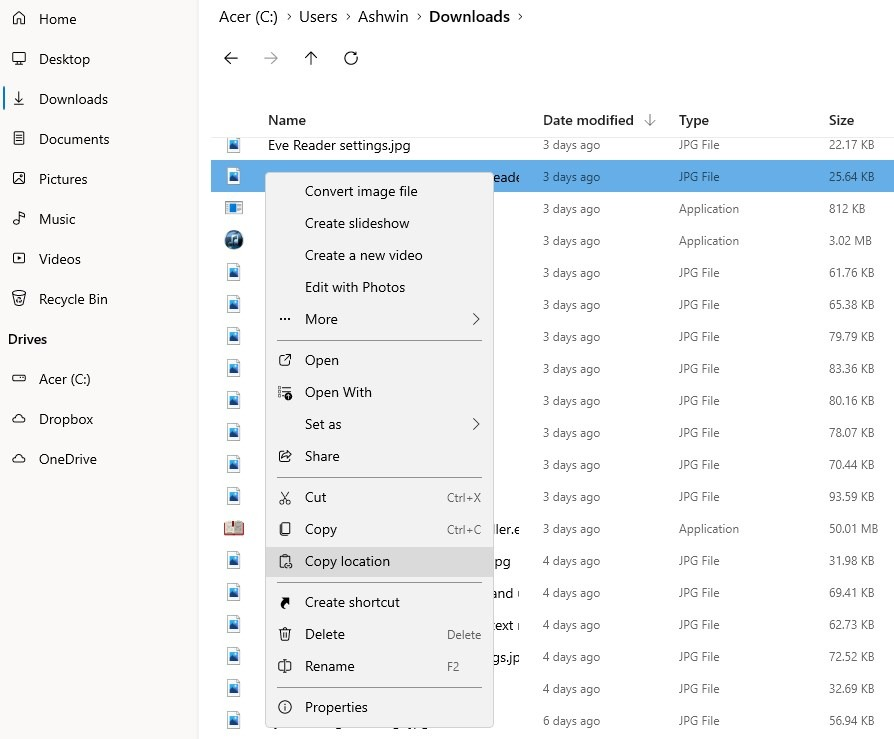 Home
Desktop
Downloads
Documents
Pictures
Music
Videos
Recycle Bin
Drives
Acer (C:)
Dropbox
OneDrive
Acer (C:) > Users > Ashwin > Downloads >
Name Date modified Type Size
Eve Reader settings.jpg 3 days ago JPG File 22.17 KB
3 days ago JPG File 25.64 KB
3 days ago Application 812 KB
3 days ago Application 3.02 MB
3 days ago JPG File 61.76 KB
3 days ago JPG File 65.38 KB
3 days ago JPG File 79.79 KB
3 days ago JPG File 83.36 KB
3 days ago JPG File 80.16 KB
3 days ago JPG File 78.07 KB
3 days ago JPG File 70.44 KB
3 days ago JPG File 93.59 KB
ller.e 3 days ago Application 50.01 MB
pg 4 days ago JPG File 31.98 KB
and 4 days ago JPG File 69.41 KB
ext 4 days ago JPG File 62.73 KB
gs.jp 4 days ago JPG File 72.52 KB
4 days ago JPG File 32.69 KB
6 days ago JPG File 56.94 KB
Convert image file
Create slideshow
Create a new video
Edit with Photos
More
Open
Open With
Set as
Share
Cut Ctrl+X
Copy Ctrl+C
Copy location
Create shortcut
Delete Delete
Rename F2
Properties